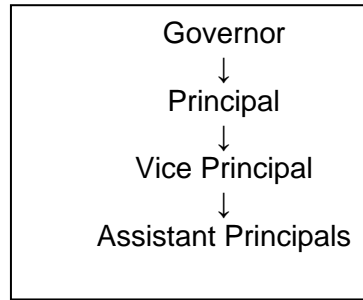 Governor
↓
Principal
↓
Vice Principal
↓
Assistant Principals